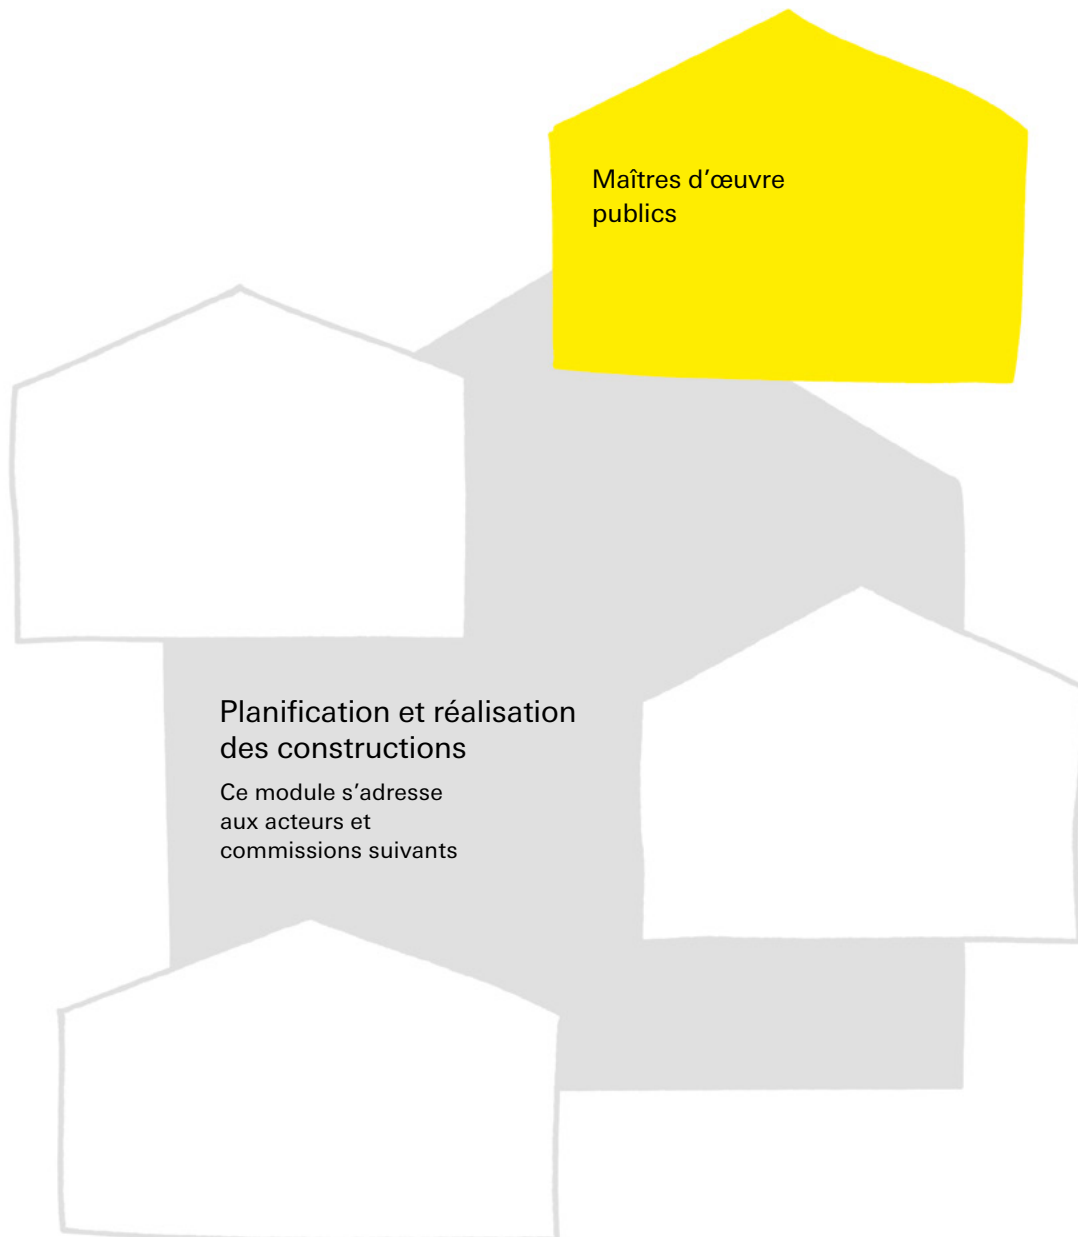 Maîtres d’œuvre
publics
Planification et réalisation
des constructions
Ce module s’adresse
aux acteurs et
commissions suivants